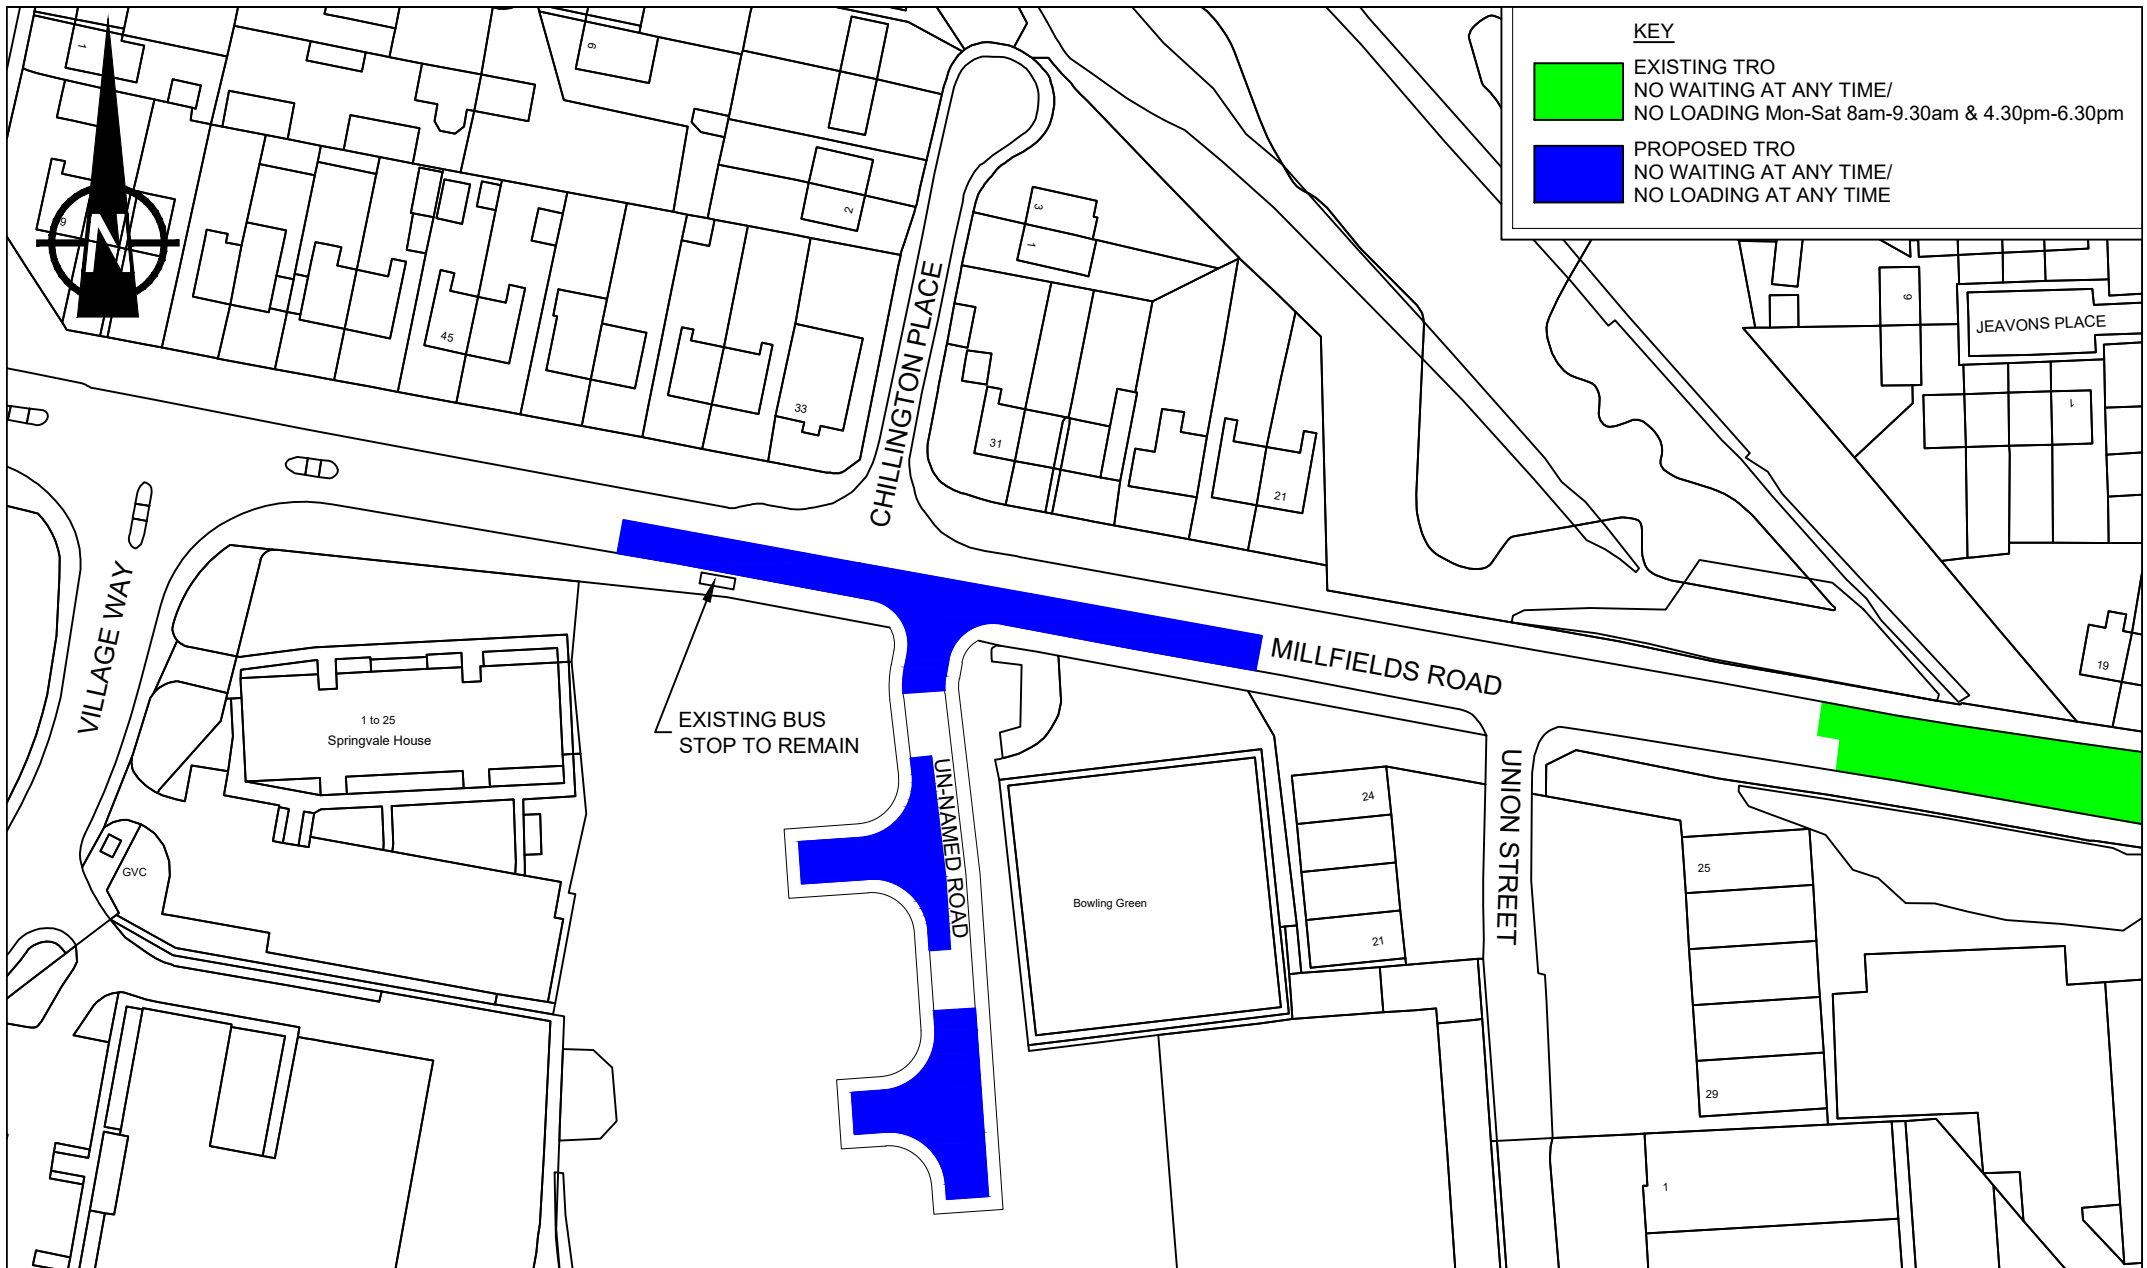 KEY
EXISTING TRO
NO WAITING AT ANY TIME/
NO LOADING Mon-Sat 8am-9.30am & 4.30pm-6.30pm
PROPOSED TRO
NO WAITING AT ANY TIME/
NO LOADING AT ANY TIME
1
9
N
2
3
1
45
33
31
21
CHILLINGTON PLACE
9
JEAVONS PLACE
1
19
VILLAGE WAY
MILLFIELDS ROAD
1 to 25
Springvale House
EXISTING BUS
STOP TO REMAIN
UN-NAMED ROAD
UNION STREET
GVC
Bowling Green
24
21
25
29
1